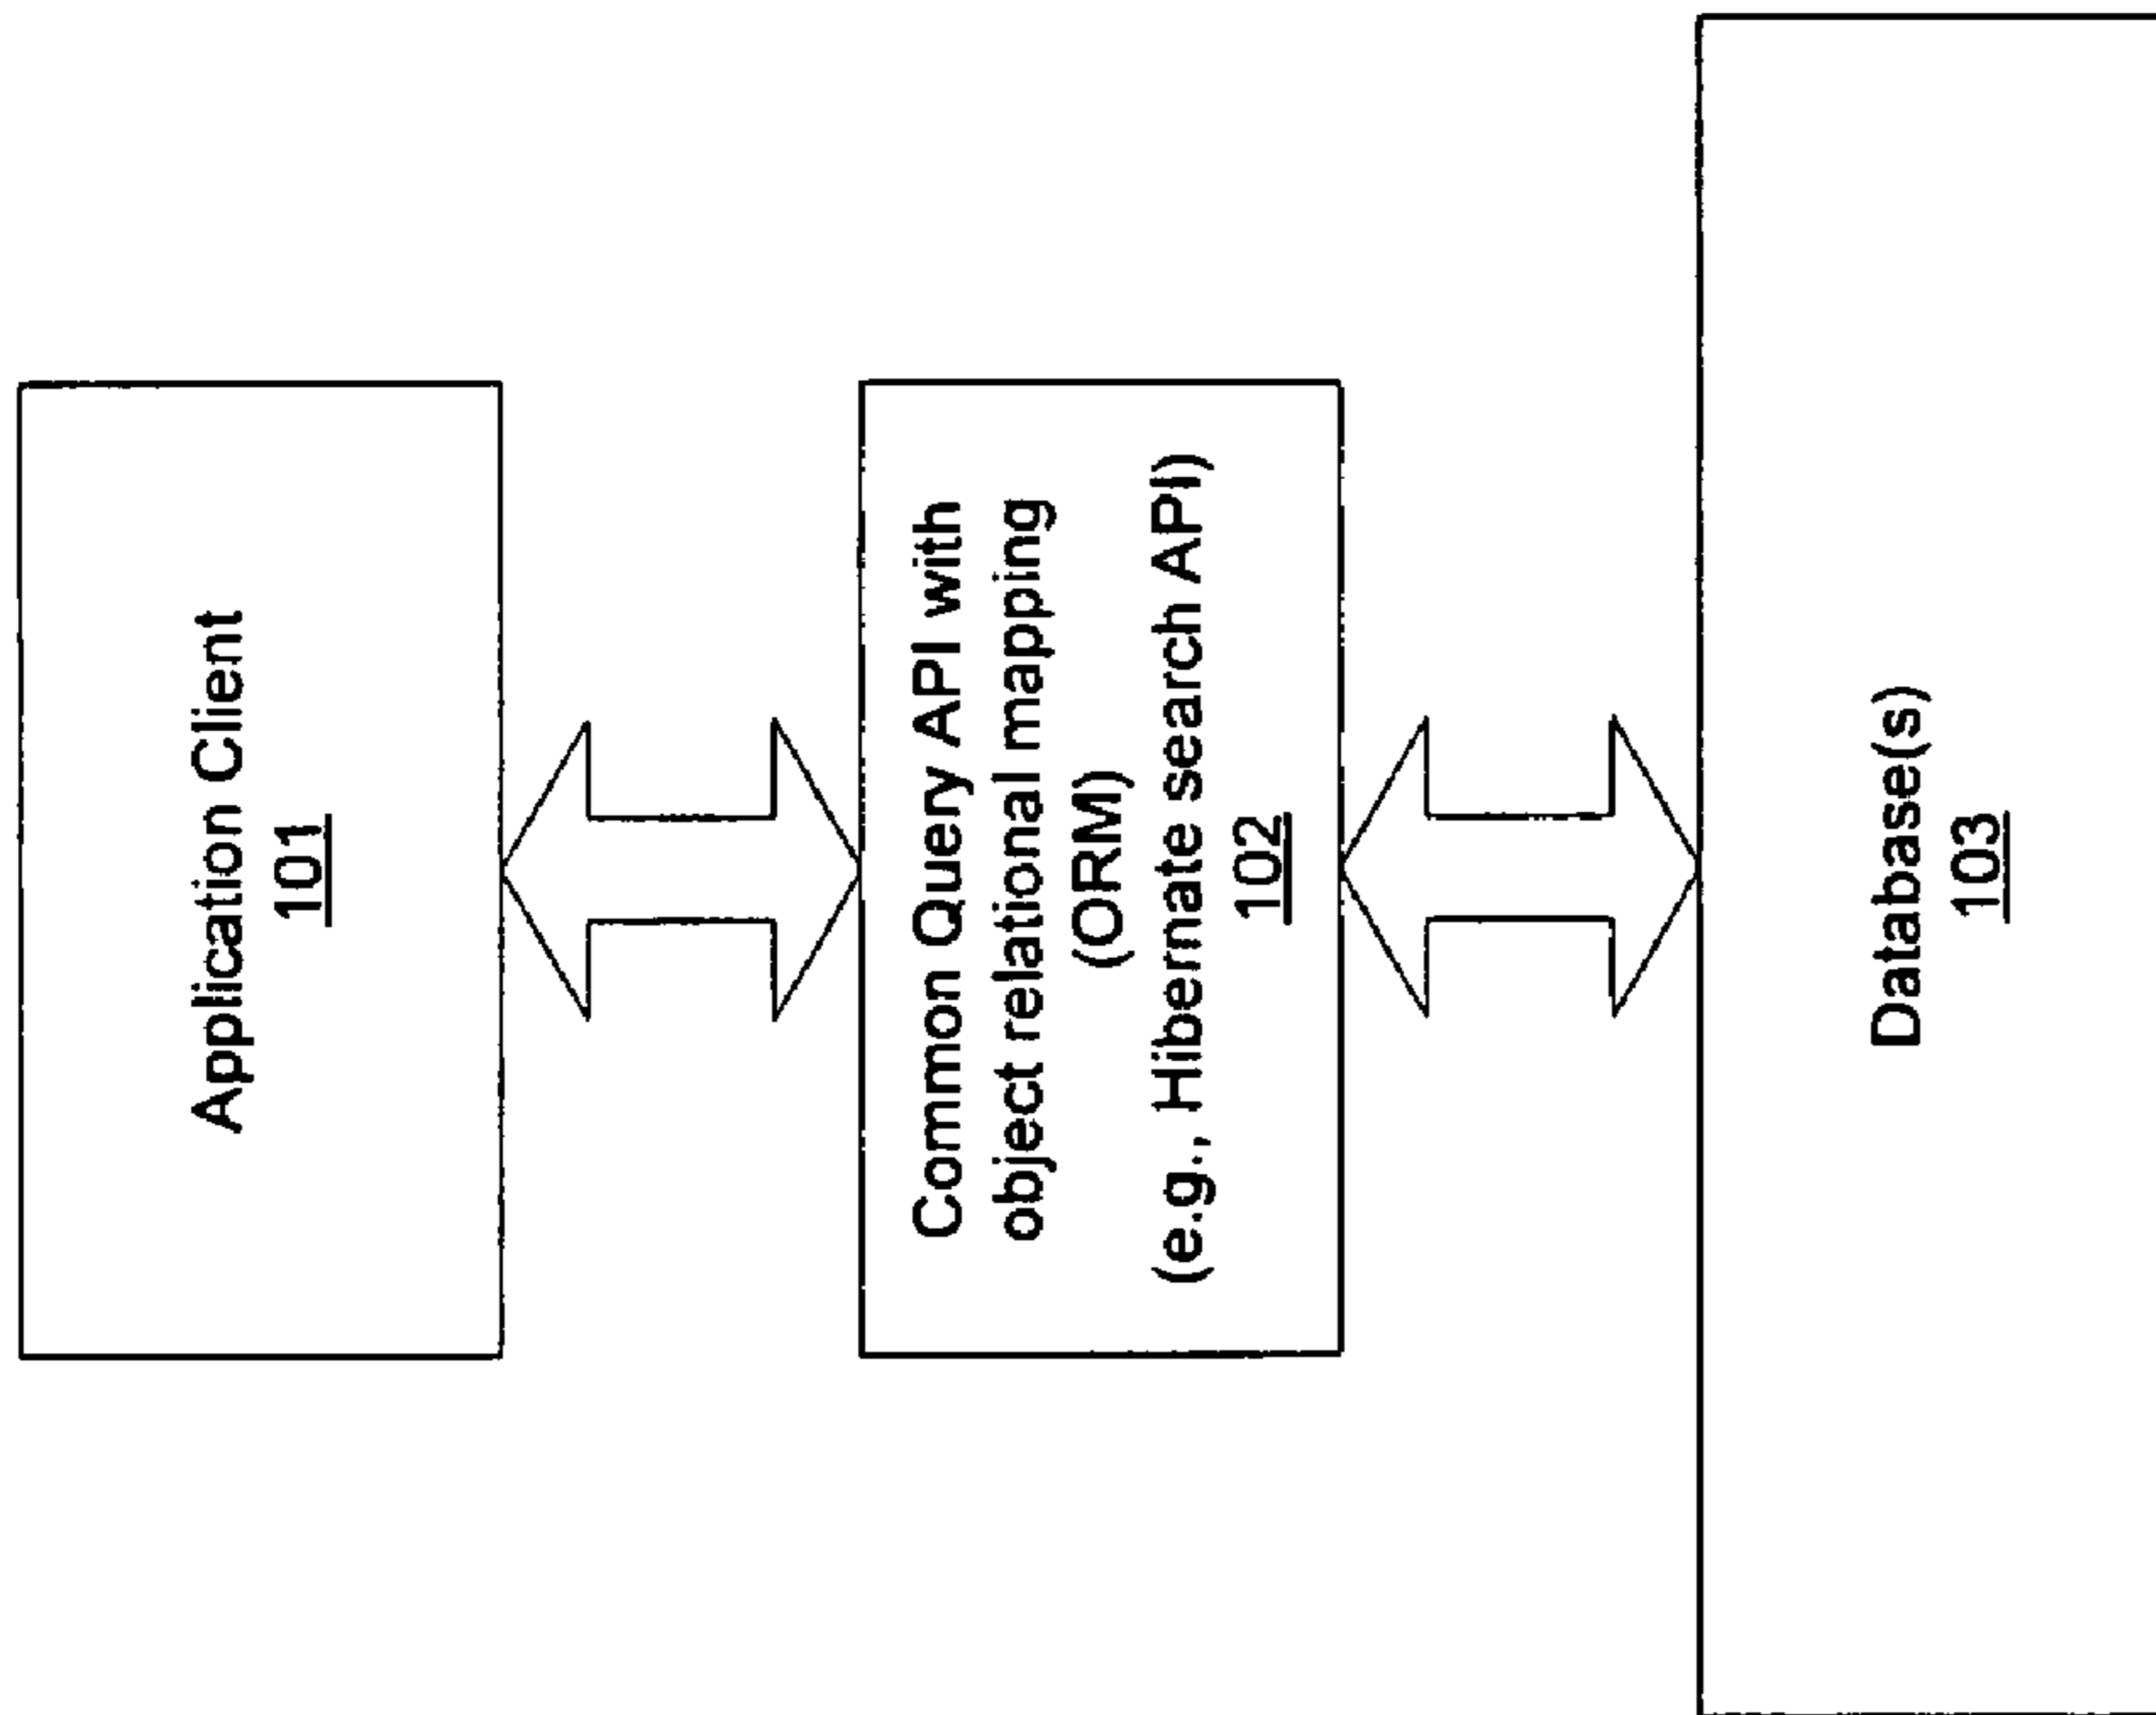 Application Client
101
Common Query API with
object relational mapping
(ORM)
(e.g., Hibernate search API)
102
Database(s)
103